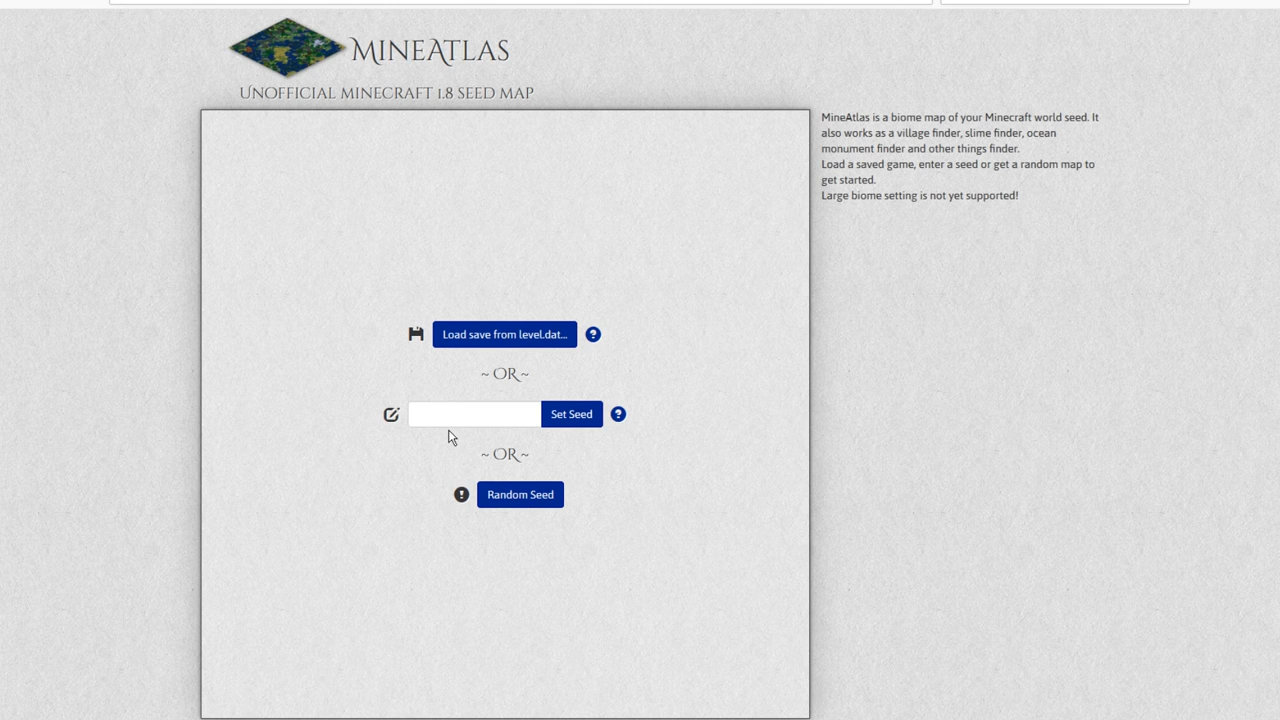 MineAtlas
Unofficial Minecraft 1.8 Seed Map
MineAtlas is a biome map of your Minecraft world seed. It
also works as a village finder, slime finder, ocean
monument finder and other things finder.
Load a saved game, enter a seed or get a random map to
get started.
Large biome setting is not yet supported!
Load save from level.dat...
?
~ OR ~
Set Seed
?
~ OR ~
! Random Seed